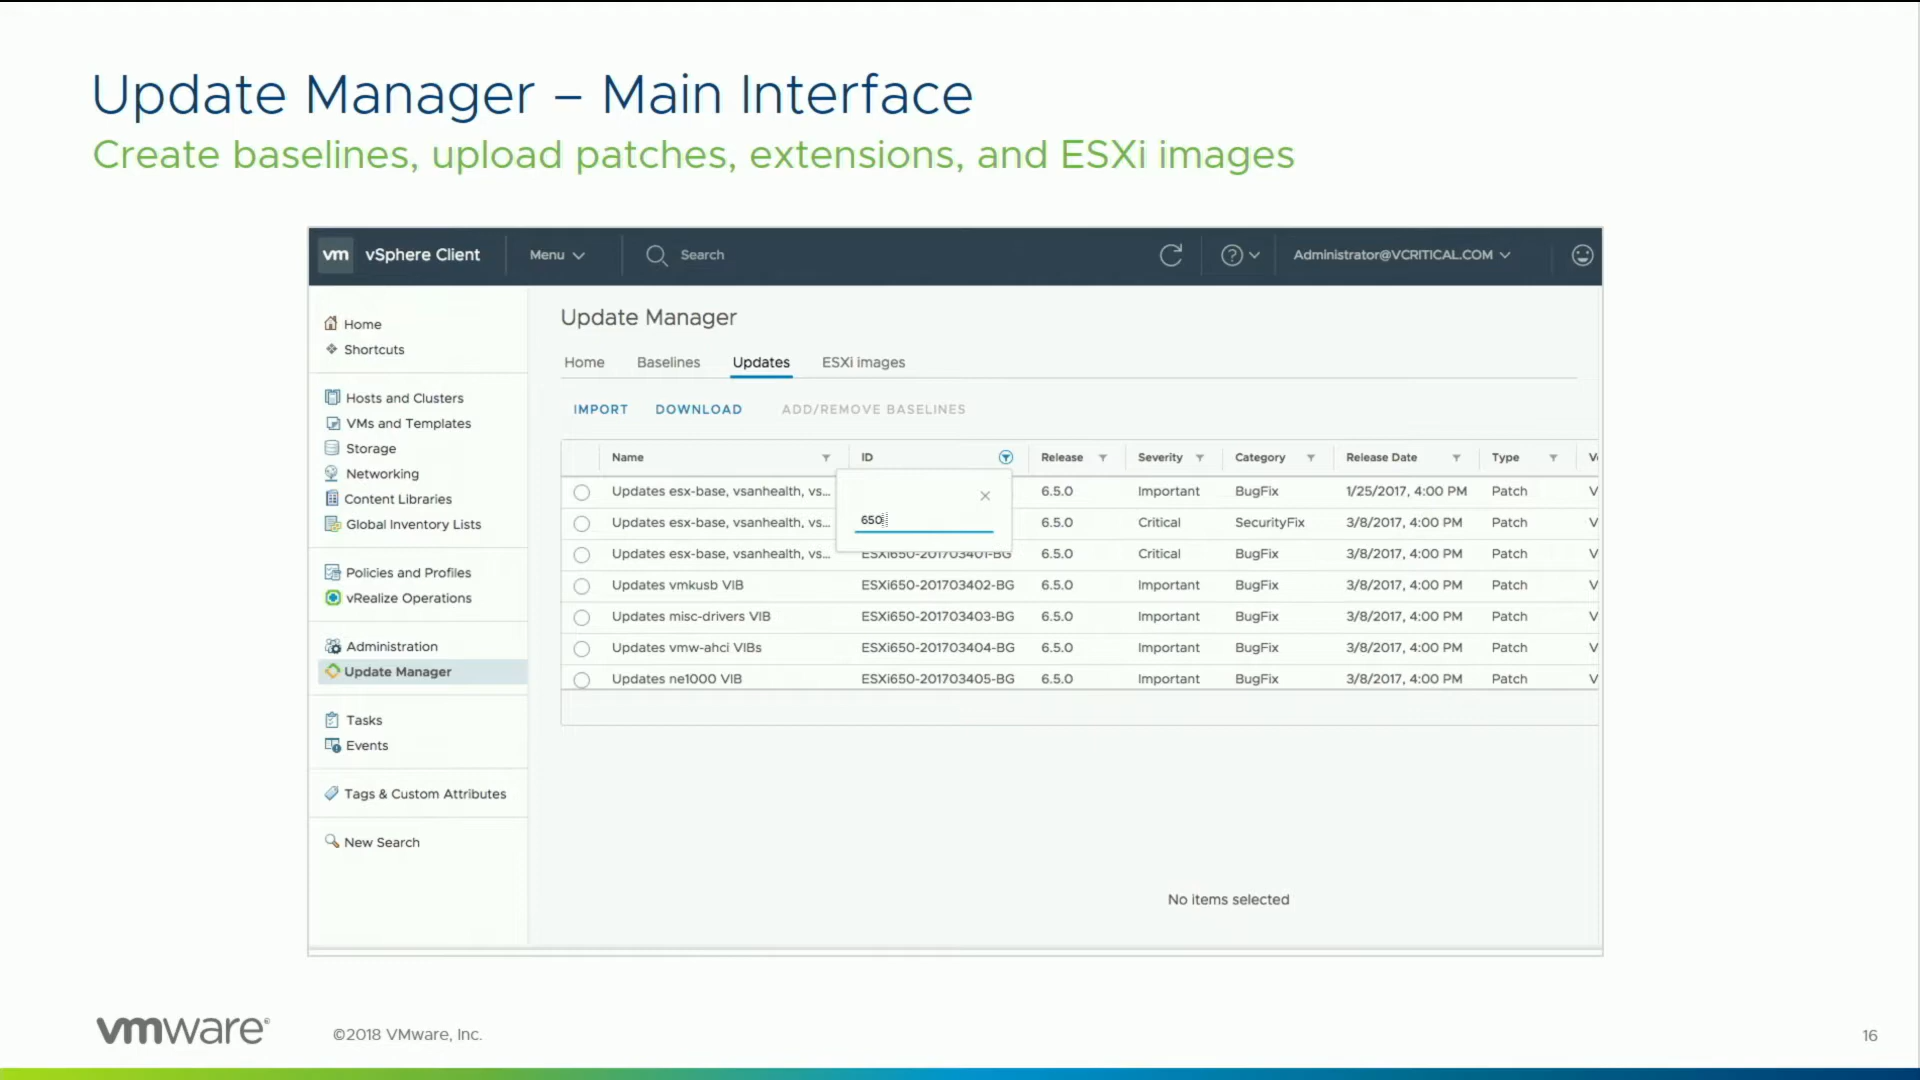 Update Manager – Main Interface
Create baselines, upload patches, extensions, and ESXi images
vm vSphere Client Menu Search Administrator@VCRITICAL.COM
Home
Shortcuts
Hosts and Clusters
VMs and Templates
Storage
Networking
Content Libraries
Global Inventory Lists
Policies and Profiles
vRealize Operations
Administration
Update Manager
Tasks
Events
Tags & Custom Attributes
New Search
Update Manager
Home Baselines Updates ESXi images
IMPORT DOWNLOAD ADD/REMOVE BASELINES
Name ID Release Severity Category Release Date Type V
Updates esx-base, vsanhealth, vs... 6.5.0 Important BugFix 1/25/2017, 4:00 PM Patch V
650
Updates esx-base, vsanhealth, vs... 6.5.0 Critical SecurityFix 3/8/2017, 4:00 PM Patch V
Updates esx-base, vsanhealth, vs... ESXi650-201703401-BG 6.5.0 Critical BugFix 3/8/2017, 4:00 PM Patch V
Updates vmkusb VIB ESXi650-201703402-BG 6.5.0 Important BugFix 3/8/2017, 4:00 PM Patch V
Updates misc-drivers VIB ESXi650-201703403-BG 6.5.0 Important BugFix 3/8/2017, 4:00 PM Patch V
Updates vmw-ahci VIBs ESXi650-201703404-BG 6.5.0 Important BugFix 3/8/2017, 4:00 PM Patch V
Updates ne1000 VIB ESXi650-201703405-BG 6.5.0 Important BugFix 3/8/2017, 4:00 PM Patch V
No items selected
vmware® ©2018 VMware, Inc. 16